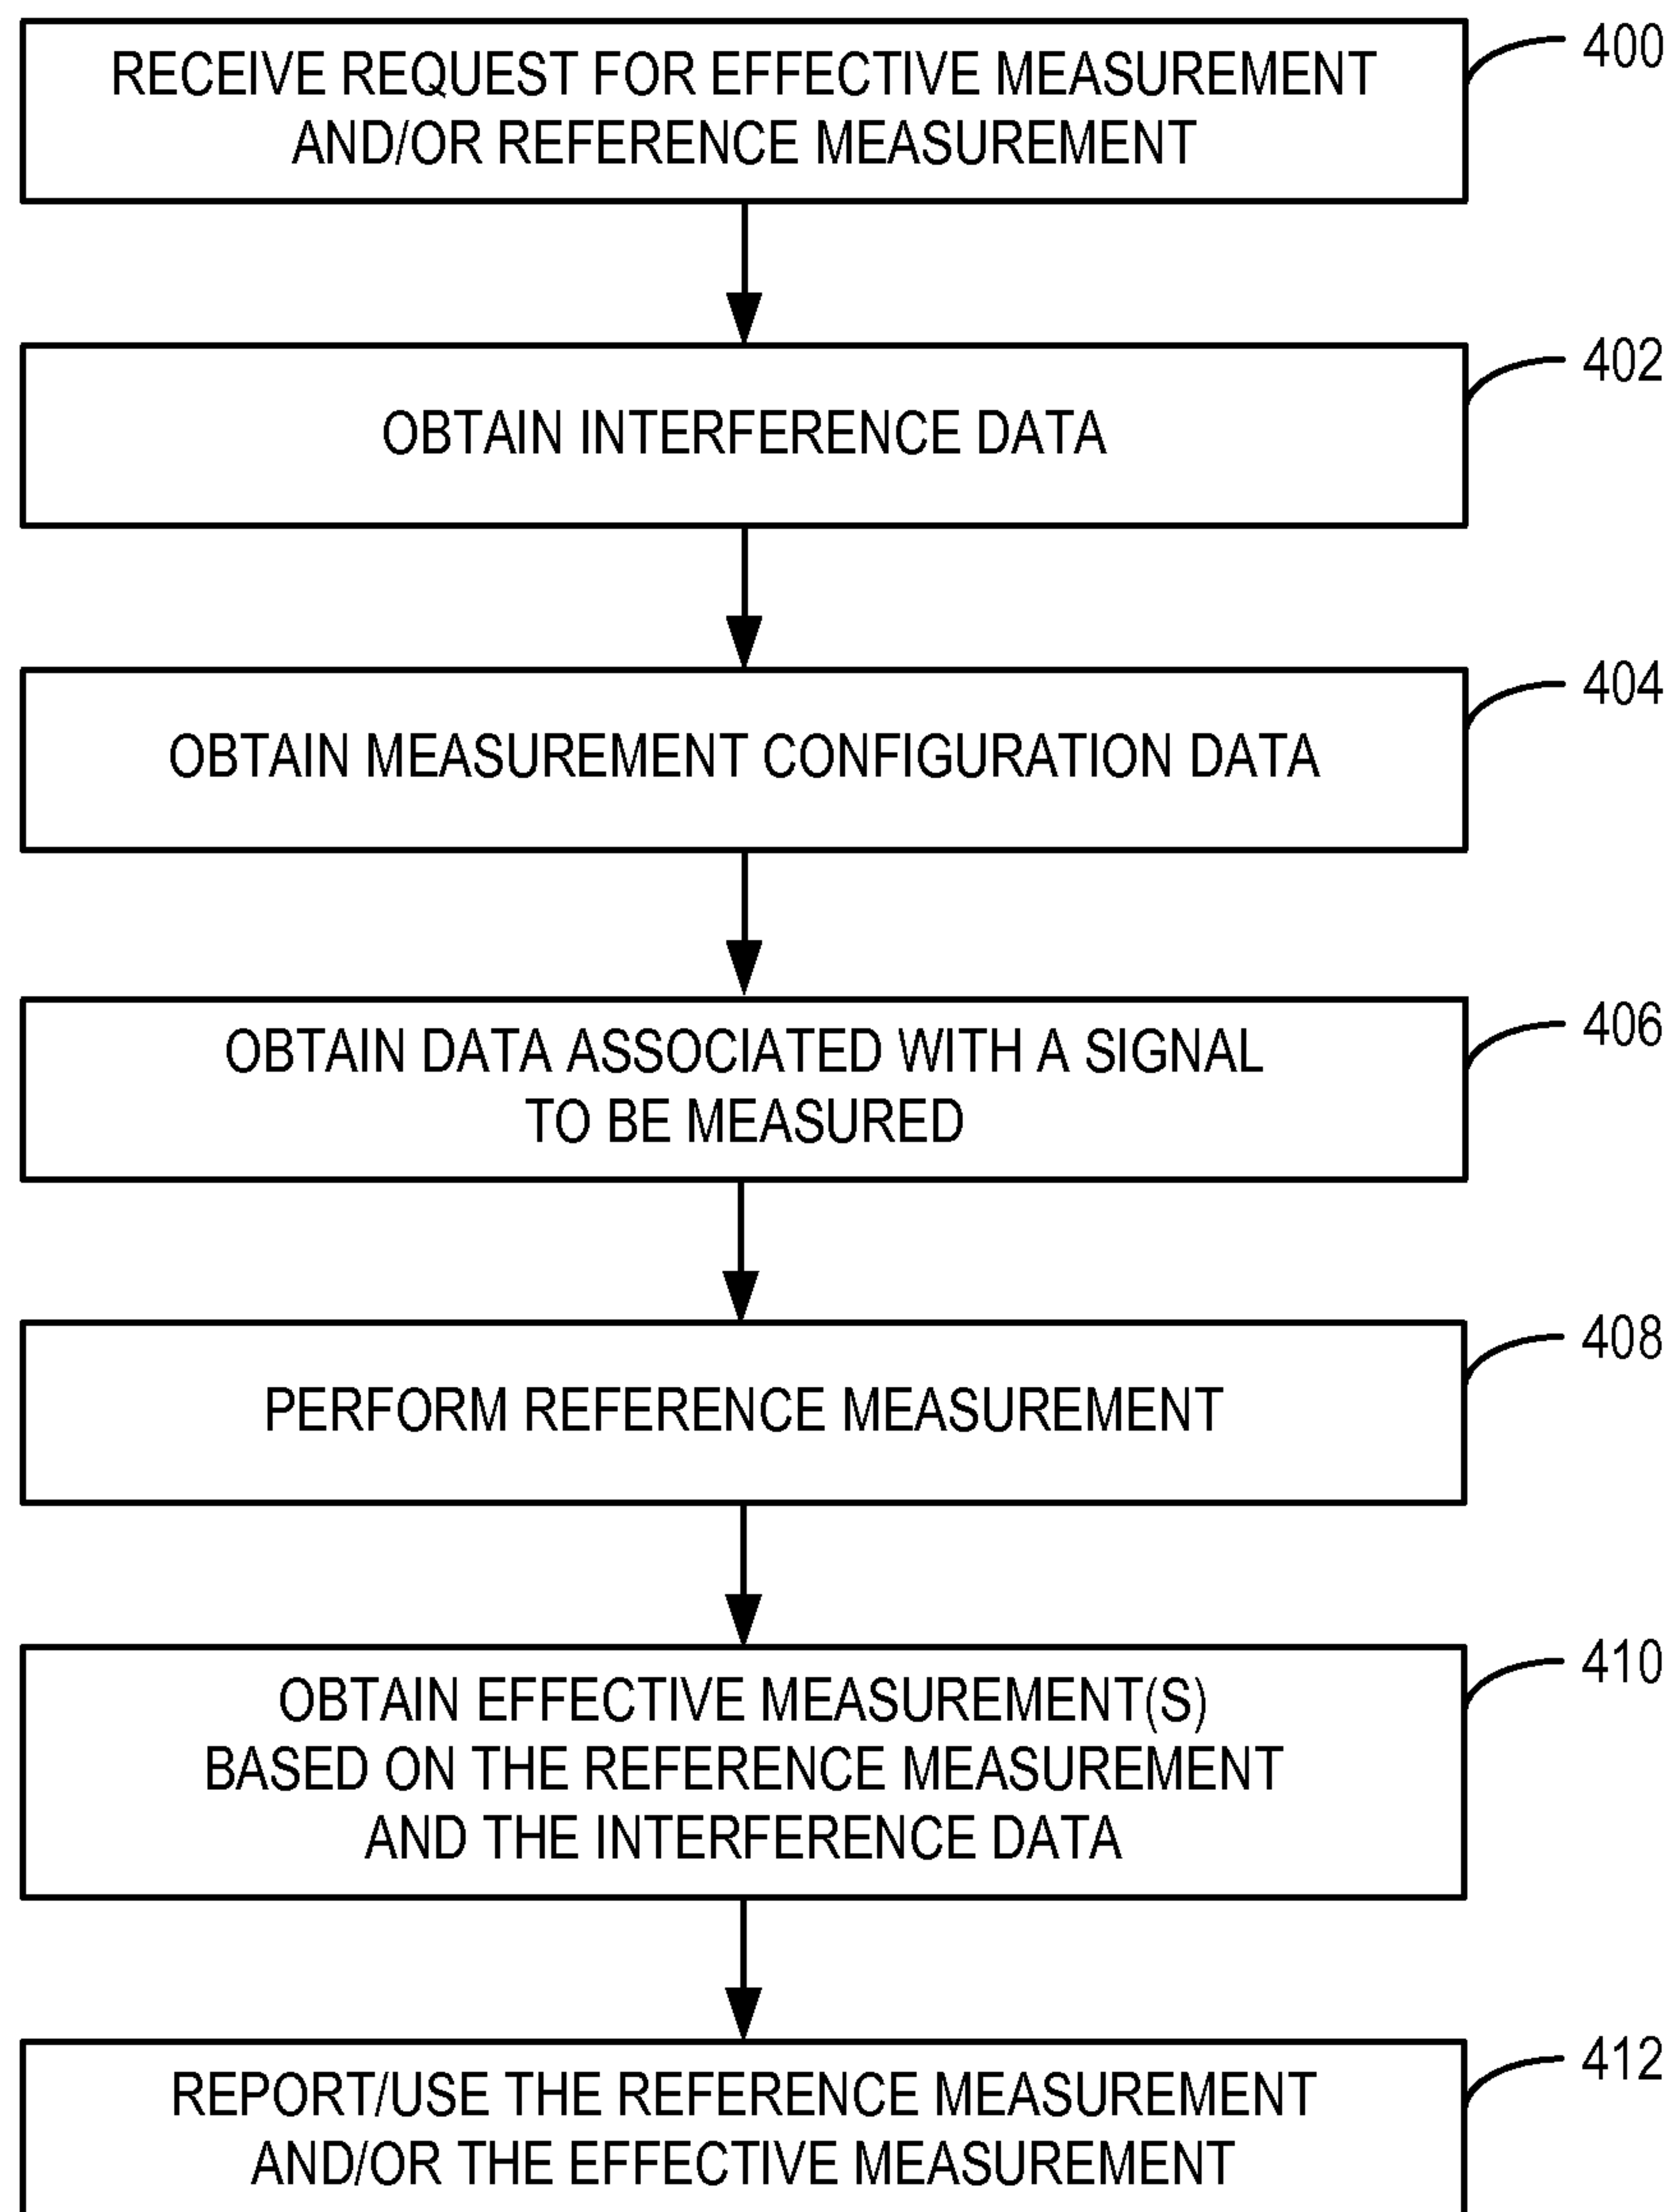 RECEIVE REQUEST FOR EFFECTIVE MEASUREMENT
AND/OR REFERENCE MEASUREMENT
400
OBTAIN INTERFERENCE DATA
402
OBTAIN MEASUREMENT CONFIGURATION DATA
404
OBTAIN DATA ASSOCIATED WITH A SIGNAL
TO BE MEASURED
406
PERFORM REFERENCE MEASUREMENT
408
OBTAIN EFFECTIVE MEASUREMENT(S)
BASED ON THE REFERENCE MEASUREMENT
AND THE INTERFERENCE DATA
410
REPORT/USE THE REFERENCE MEASUREMENT
AND/OR THE EFFECTIVE MEASUREMENT
412